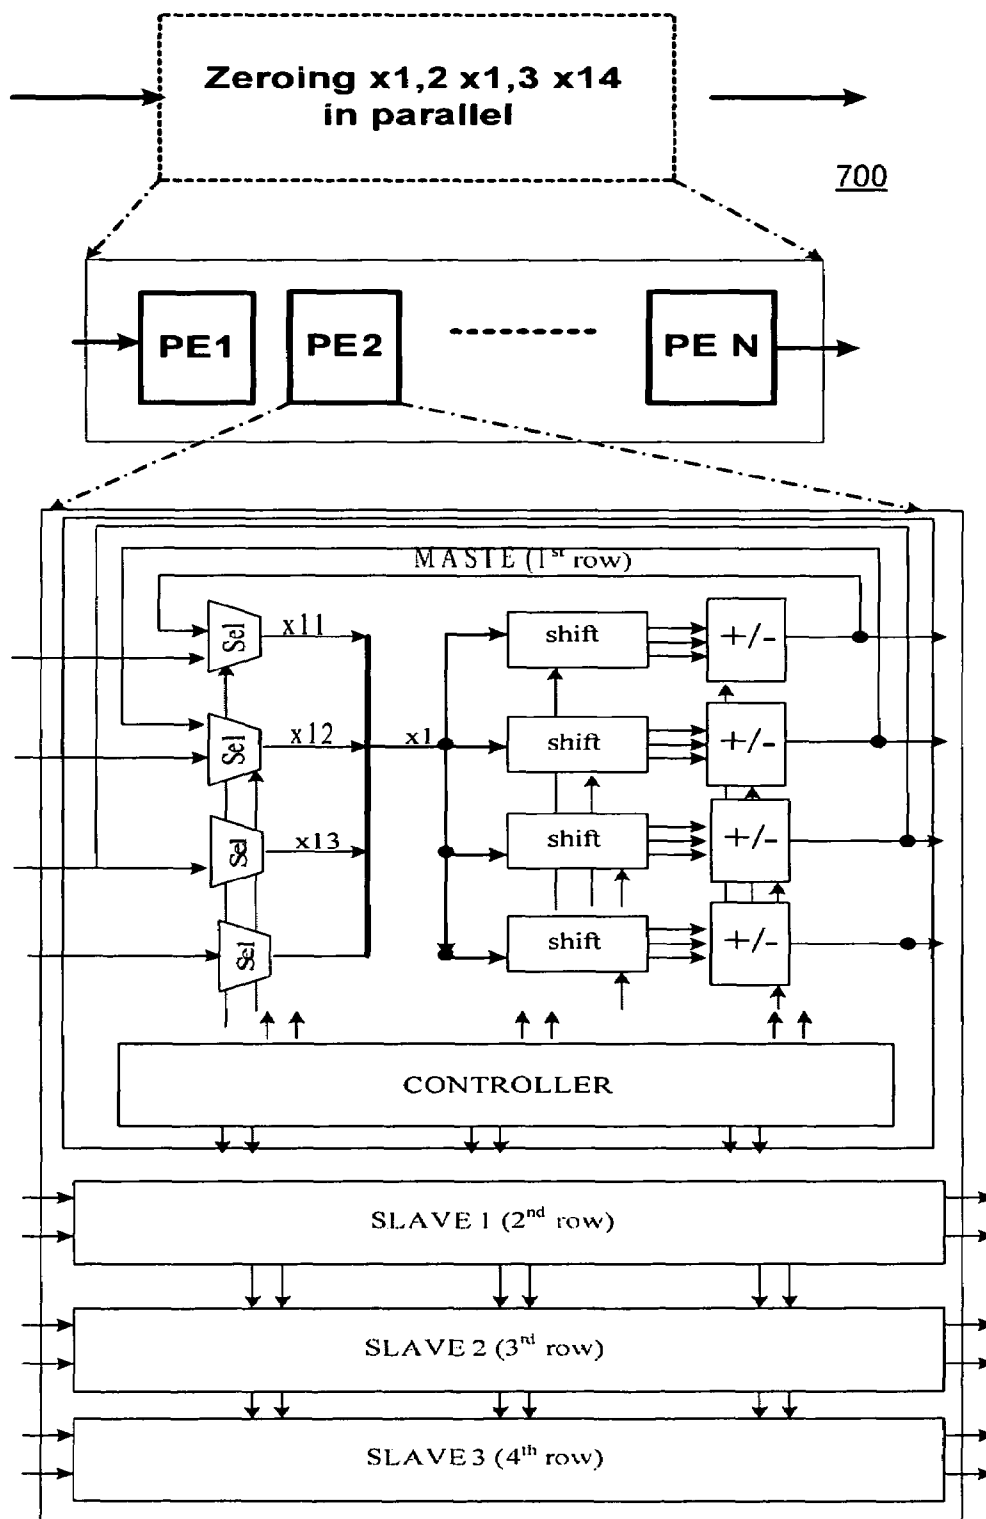 Zeroing x1,2 x1,3 x14
in parallel
700
PE1
PE2
PE N
MASTE (1st row)
Sel
x11
shift
+/-
Sel
x12
x1
shift
+/-
Sel
x13
shift
+/-
Sel
shift
+/-
CONTROLLER
SLAVE 1 (2nd row)
SLAVE 2 (3rd row)
SLAVE 3 (4th row)